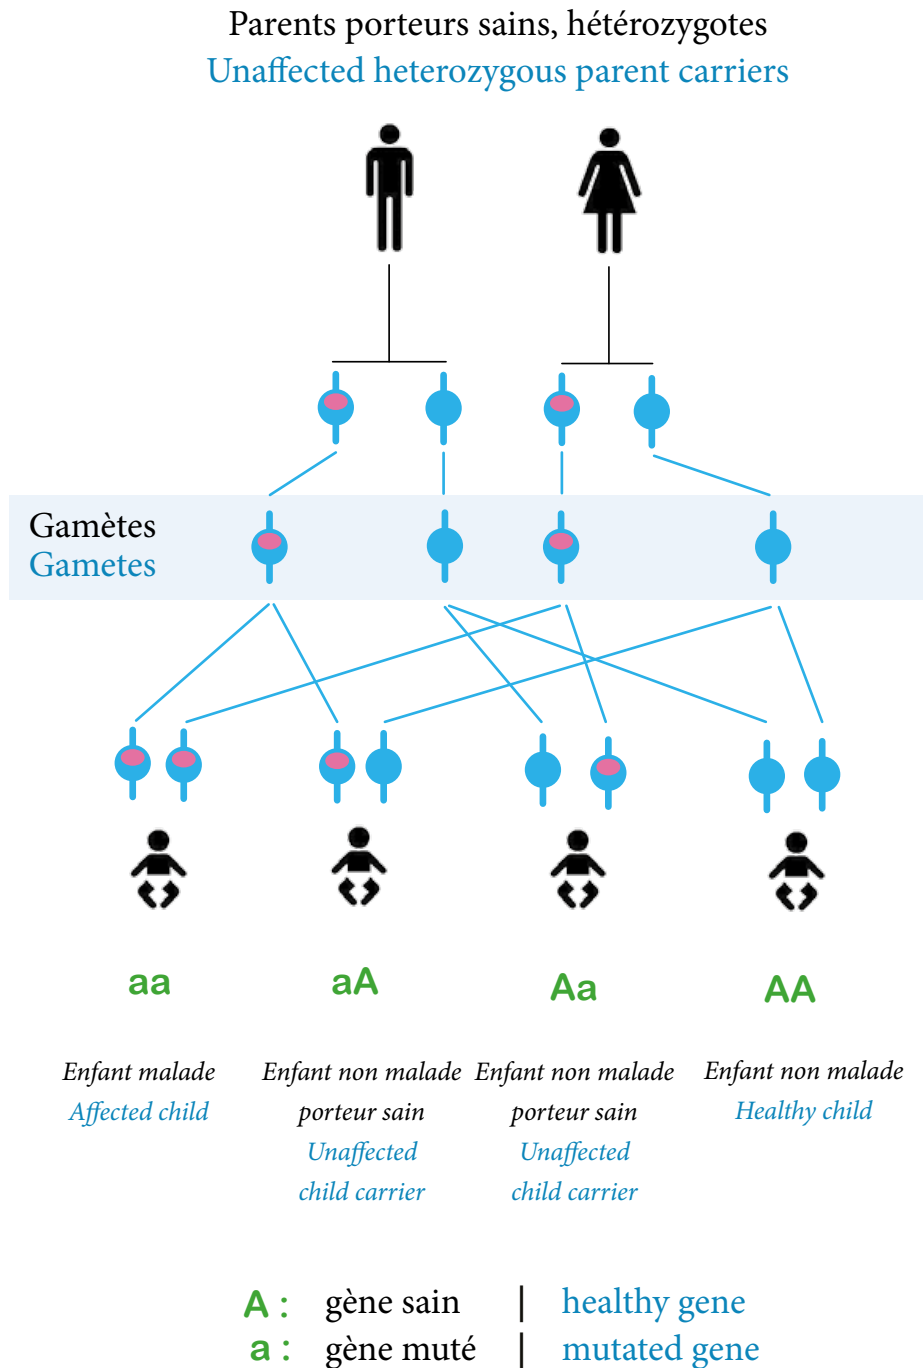 Parents porteurs sains, hétérozygotes
Unaffected heterozygous parent carriers
Gamètes
Gametes
aa
aA
Aa
AA
Enfant malade
Affected child
Enfant non malade
porteur sain
Unaffected
child carrier
Enfant non malade
porteur sain
Unaffected
child carrier
Enfant non malade
Healthy child
A : gène sain | healthy gene
a : gène muté | mutated gene